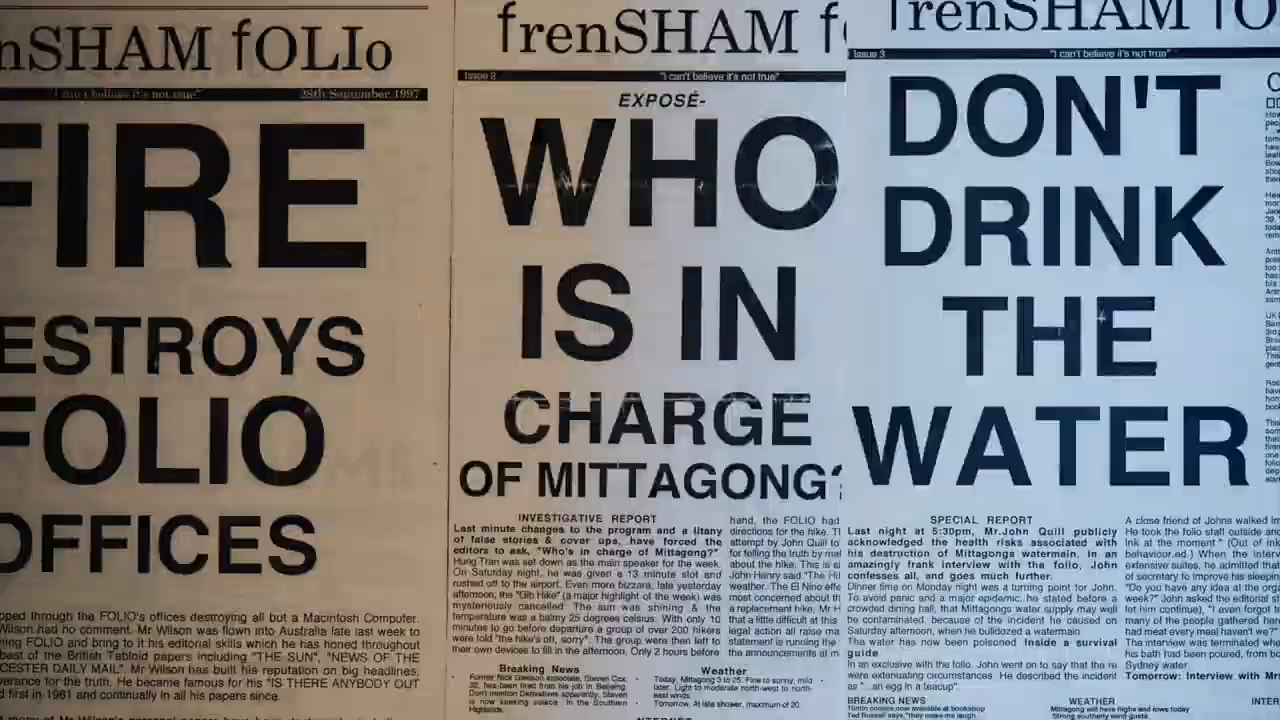 nSHAM fOLIo
"I can't believe it's not true"
28th September 1997
FIRE
ESTROYS
FOLIO
OFFICES
pped through the FOLIO's offices destroying all but a Macintosh Computer.
Wilson had no comment. Mr Wilson was flown into Australia late last week to
ing FOLIO and bring to it his editorial skills which he has honed throughout
best of the British Tabloid papers including "THE SUN", "NEWS OF THE
CESTER DAILY MAIL". Mr Wilson has built his reputation on big headlines,
verance for the truth. He became famous for his "IS THERE ANYBODY OUT
d first in 1961 and continually in all his papers since.
frenSHAM f
Issue 2
"I can't believe it's not true"
EXPOSÉ-
WHO
IS IN
CHARGE
OF MITTAGONG?
INVESTIGATIVE REPORT
Last minute changes to the program and a litany
of false stories & cover ups, have forced the
editors to ask, "Who's in charge of Mittagong?"
Hung Tran was set down as the main speaker for the week.
On Saturday night, he was given a 13 minute slot and
rushed off to the airport. Even more bizzare, late yesterday
afternoon, the "Gib Hike" (a major highlight of the week) was
mysteriously cancelled. The sun was shining & the
temperature was a balmy 25 degrees celsius. With only 10
minutes to go before departure a group of over 200 hikers
were told "the hike's off, sorry". The group were then left to
their own devices to fill in the afternoon. Only 2 hours before
hand, the FOLIO had
directions for the hike. T
attempt by John Quill to
for telling the truth by ma
about the hike. This is s
John Henry said "The Hi
weather. The El Nino effe
most concerned about th
a replacement hike, Mr H
that a little difficult at this
legal action all raise ma
statement is running the
the announcements at m
Breaking News
Former Nick Gleeson Associate, Steven Cox,
32, has been fired from his job in Beijing.
Don't mention Derivatives apparently. Steven
is now seeking solace in the Southern
Highlands.
Weather
Today, Mittagong 3 to 25. Fine to sunny, mild
day. Light to moderate north-west to north-
east winds.
Tomorrow, A late shower, maximum of 20
frenSHAM fO
Issue 3
"I can't believe it's not true"
DON'T
DRINK
THE
WATER
SPECIAL REPORT
Last night at 5:30pm, Mr.John Quill publicly
acknowledged the health risks associated with
his destruction of Mittagongs watermain. In an
amazingly frank interview with the folio, John
confesses all, and goes much further.
Dinner time on Monday night was a turning point for John.
To avoid panic and a major epidemic, he stated before a
crowded dining hall, that Mittagongs water supply may well
be contaminated, because of the incident he caused on
Saturday afternoon, when he bulldozed a watermain.
The water has now been poisoned. Inside a survival
guide.
In an exclusive with the folio. John went on to say that the re
were extenuating circumstances. He described the incident
as "...an egg in a teacup".
A close friend of Johns walked in
He took the folio staff outside and
ink at the moment" (Out of ink
behaviour.ed.) When the interv
extensive suites, he admitted that
of secretary to improve his sleeping
"Do you have any idea at the orga
week?" John asked the editorial st
let him continue), "I even forgot t
many of the people gathered here
had meat every meal haven't we?"
The interview was terminated whe
his bath had been poured, from bo
Sydney water.
Tomorrow: Interview with Mr
BREAKING NEWS
Tintin comics now available at bookshop
Ted Russell says, "they make me laugh
WEATHER
Mittagong will have highs and lows today
Strong southerly wind gusts.
INTER